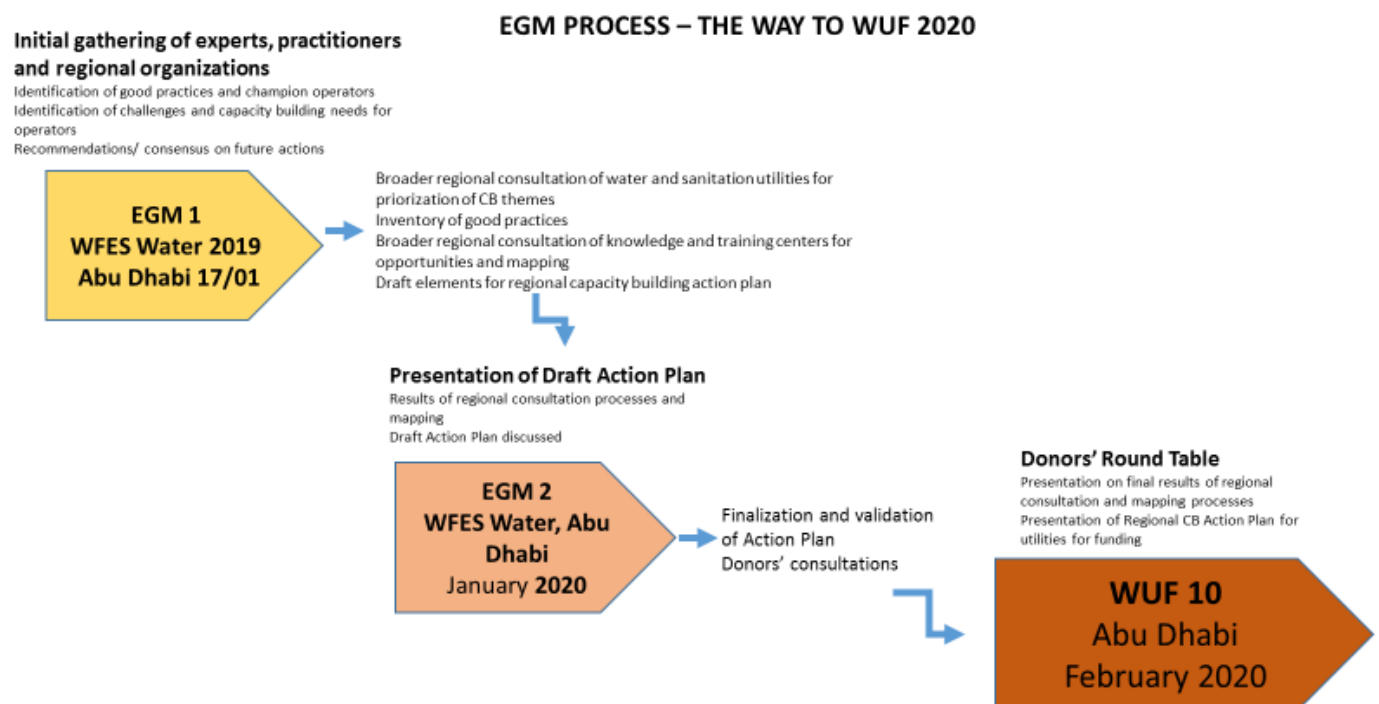 EGM PROCESS – THE WAY TO WUF 2020
Initial gathering of experts, practitioners
and regional organizations
Identification of good practices and champion operators
Identification of challenges and capacity building needs for
operators
Recommendations/ consensus on future actions
EGM 1
WFES Water 2019
Abu Dhabi 17/01
Broader regional consultation of water and sanitation utilities for
priorization of CB themes
Inventory of good practices
Broader regional consultation of knowledge and training centers for
opportunities and mapping
Draft elements for regional capacity building action plan
Presentation of Draft Action Plan
Results of regional consultation processes and
mapping
Draft Action Plan discussed
EGM 2
WFES Water, Abu
Dhabi
January 2020
Finalization and validation
of Action Plan
Donors’ consultations
Donors’ Round Table
Presentation on final results of regional
consultation and mapping processes
Presentation of Regional CB Action Plan for
utilities for funding
WUF 10
Abu Dhabi
February 2020